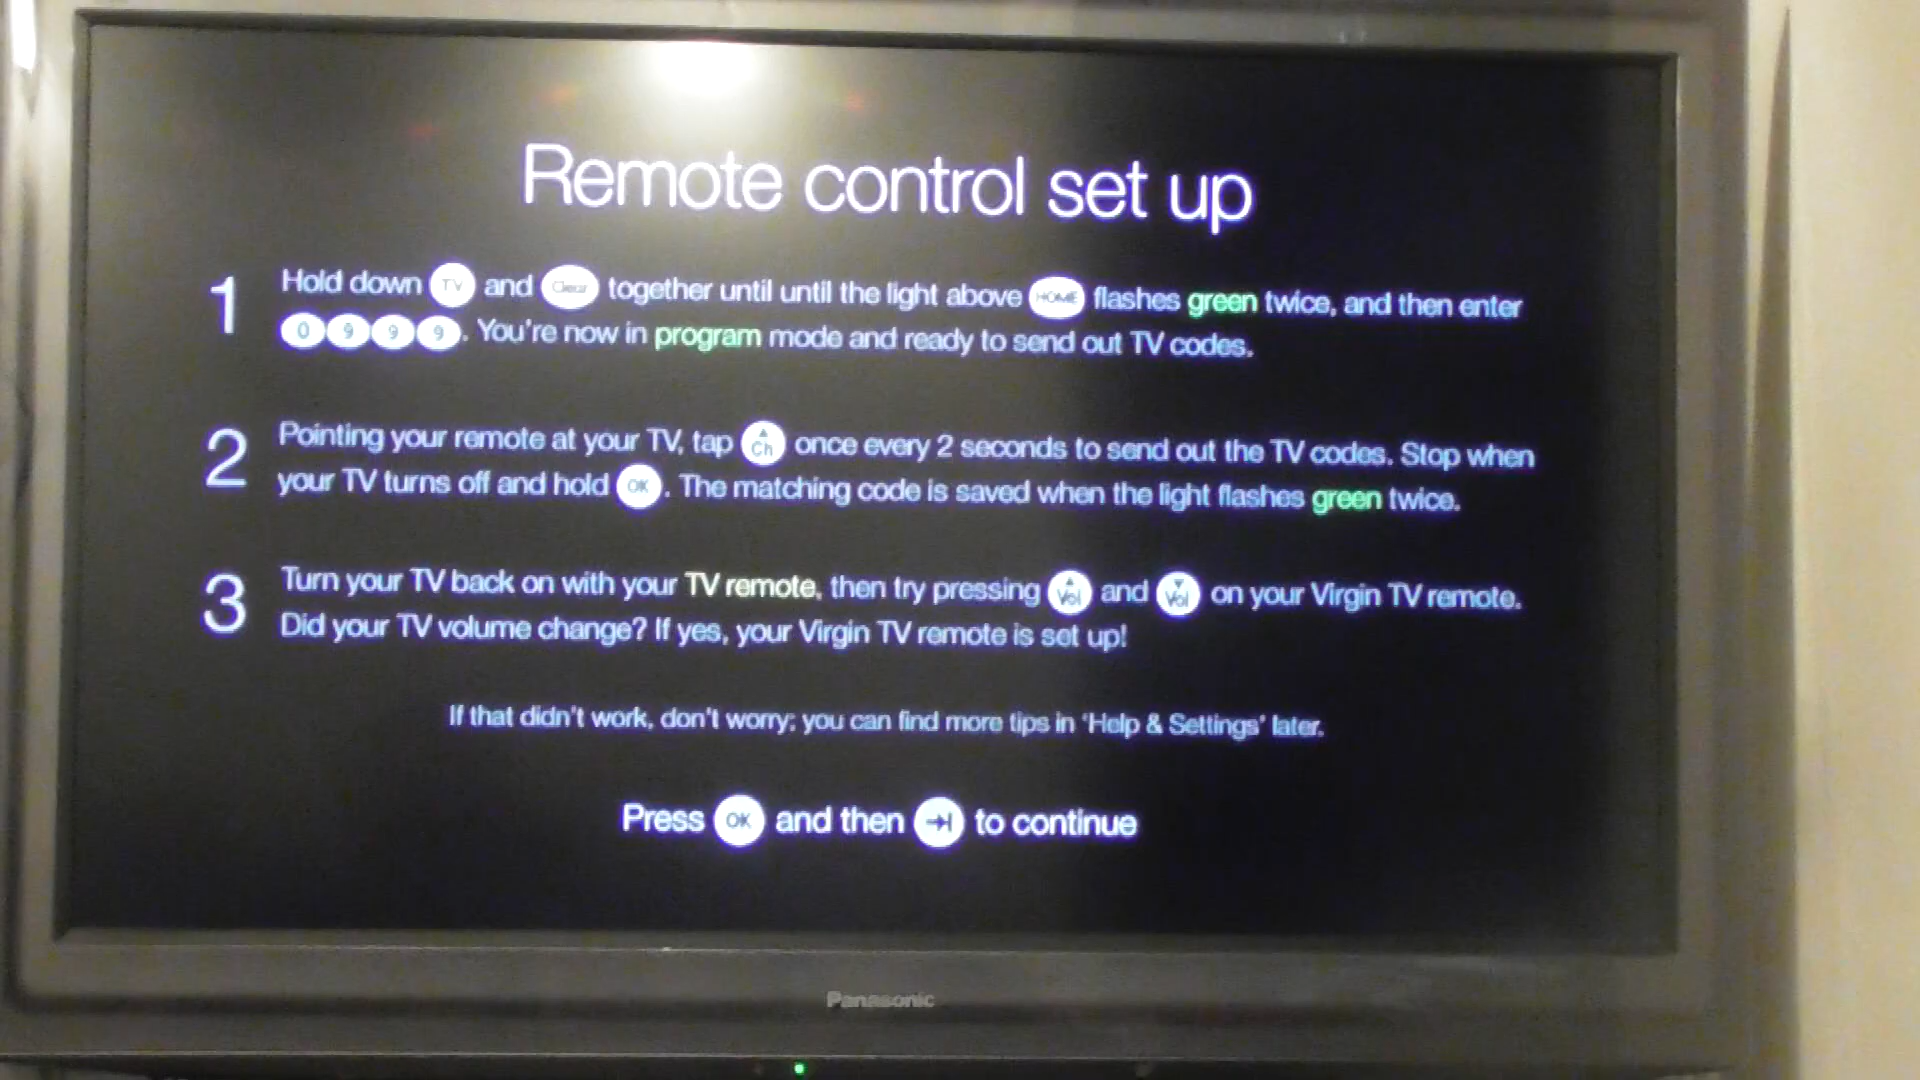 Remote control set up
1 Hold down TV and Clear together until until the light above HOME flashes green twice, and then enter
0 9 9 9. You're now in program mode and ready to send out TV codes.
2 Pointing your remote at your TV, tap Ch once every 2 seconds to send out the TV codes. Stop when
your TV turns off and hold OK. The matching code is saved when the light flashes green twice.
3 Turn your TV back on with your TV remote, then try pressing Vol and Vol on your Virgin TV remote.
Did your TV volume change? If yes, your Virgin TV remote is set up!
If that didn't work, don't worry; you can find more tips in 'Help & Settings' later.
Press OK and then to continue
Panasonic